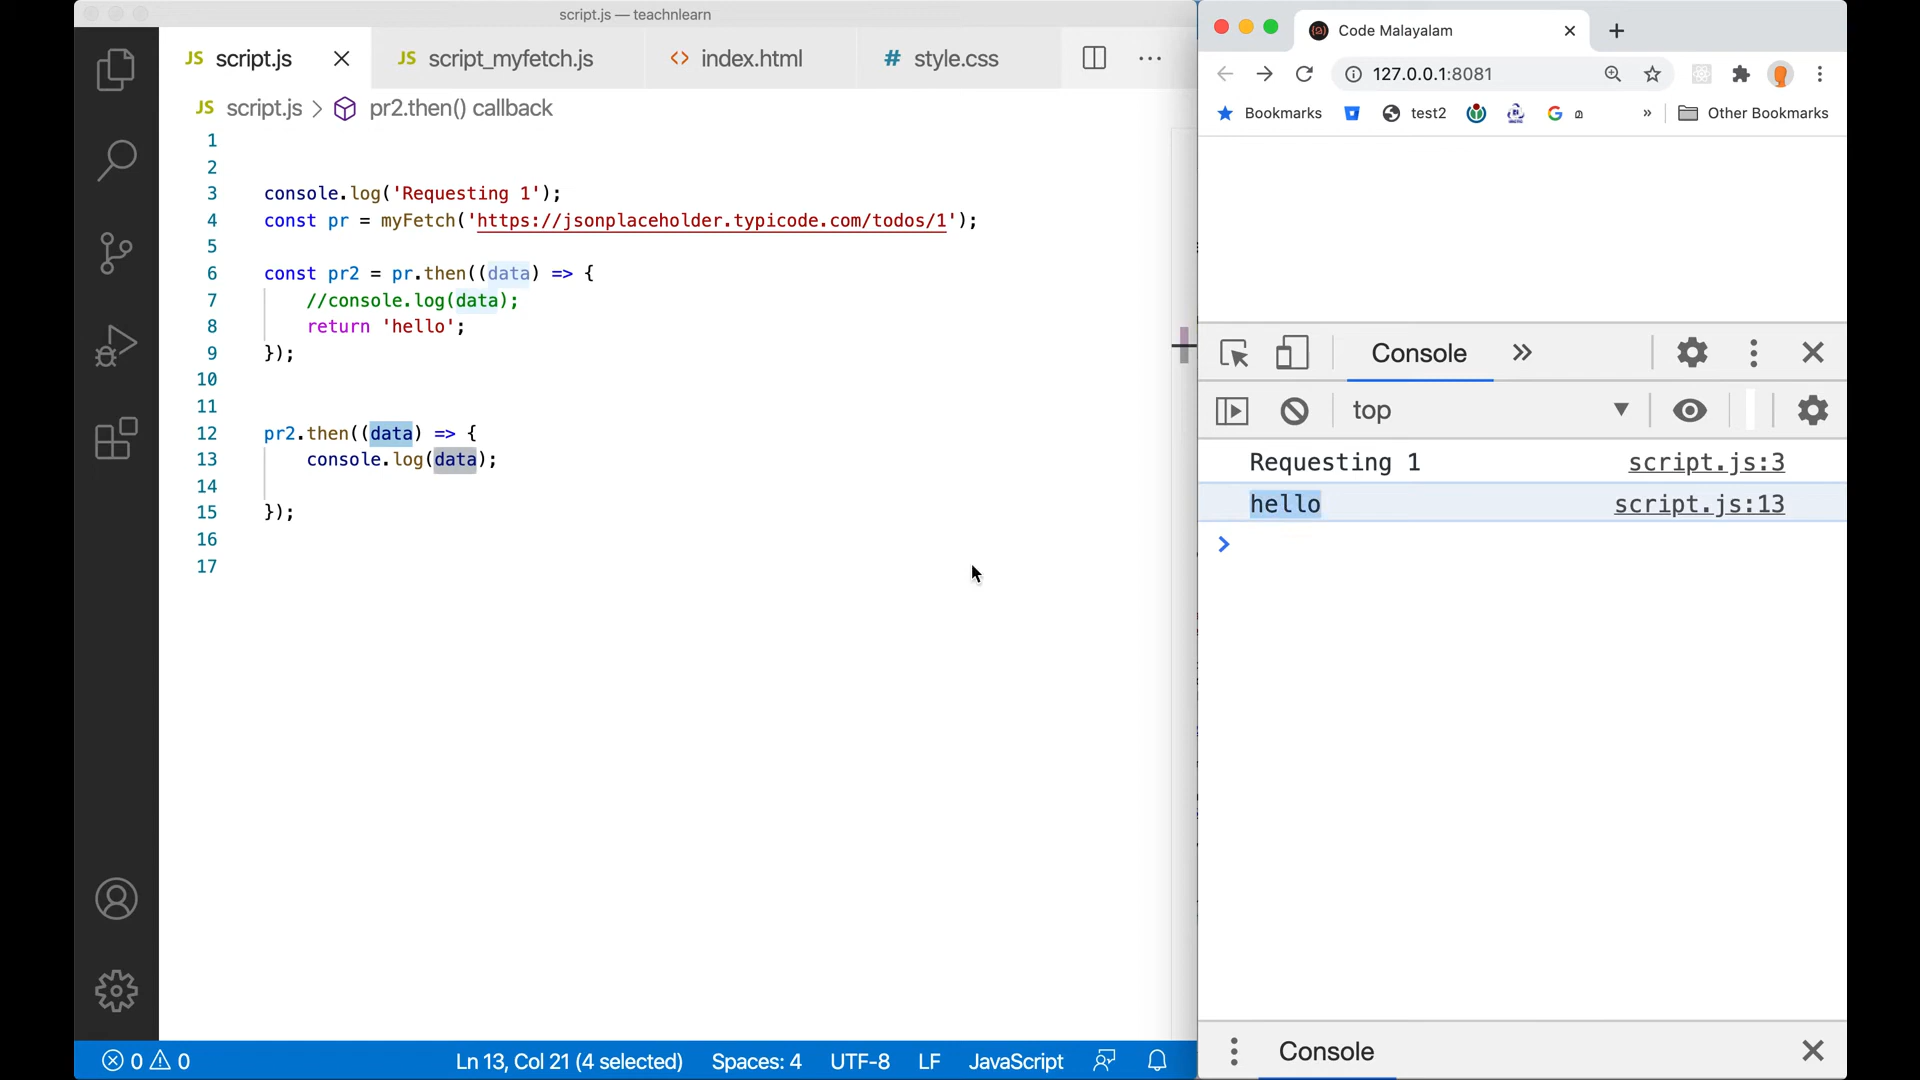 script.js — teachnlearn
JS script.js
JS script_myfetch.js
<> index.html
# style.css
JS script.js > pr2.then() callback
1
2
3 console.log('Requesting 1');
4 const pr = myFetch('https://jsonplaceholder.typicode.com/todos/1');
5
6 const pr2 = pr.then((data) => {
7 //console.log(data);
8 return 'hello';
9 });
10
11
12 pr2.then((data) => {
13 console.log(data);
14
15 });
16
17
0 0 Ln 13, Col 21 (4 selected) Spaces: 4 UTF-8 LF JavaScript
Code Malayalam
127.0.0.1:8081
Bookmarks test2 ฝ Other Bookmarks
Console
top
Requesting 1 script.js:3
hello script.js:13
Console